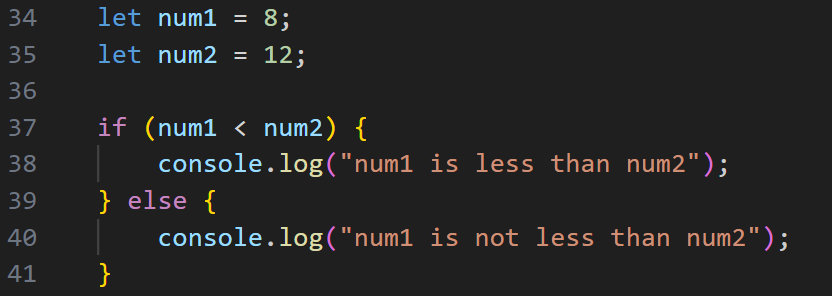 34 let num1 = 8;
35 let num2 = 12;
36
37 if (num1 < num2) {
38 console.log("num1 is less than num2");
39 } else {
40 console.log("num1 is not less than num2");
41 }